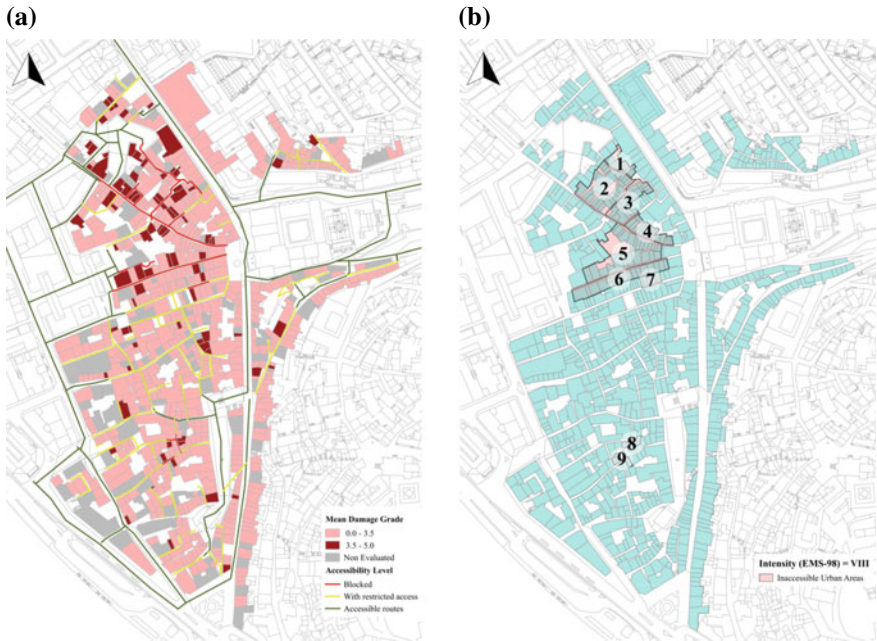 (a)
(b)
Mean Damage Grade
0.0 - 3.5
3.5 - 5.0
Non Evaluated
Accessibility Level
Blocked
With restricted access
Accessible routes
1
2
3
4
5
6 7
8
9
Intensity (EMS-98) = VIII
Inaccessible Urban Areas